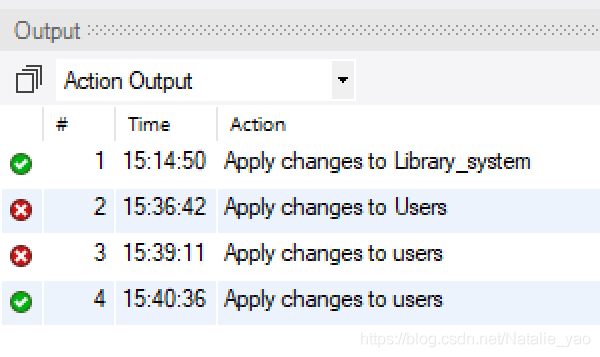 Output
Action Output
# Time Action
1 15:14:50 Apply changes to Library_system
2 15:36:42 Apply changes to Users
3 15:39:11 Apply changes to users
4 15:40:36 Apply changes to users
https://blog.csdn.net/Natalie_yao